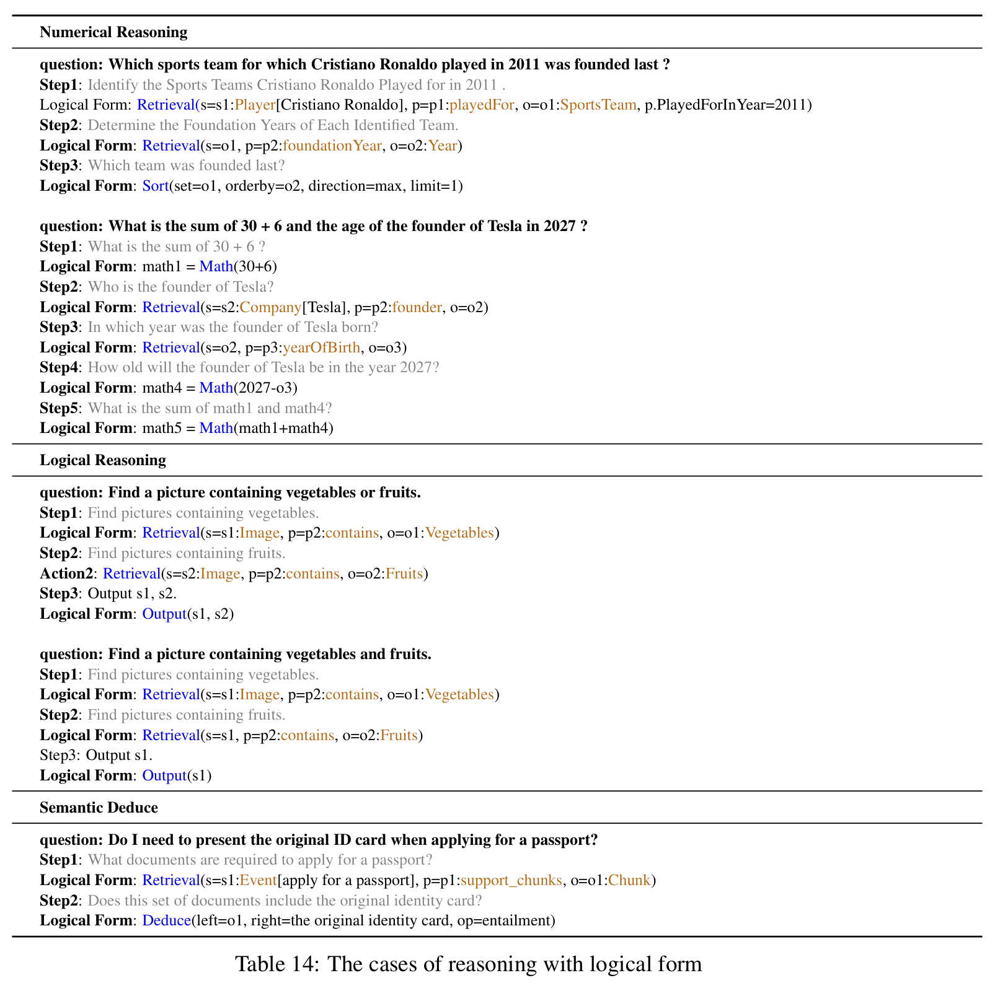 Numerical Reasoning
question: Which sports team for which Cristiano Ronaldo played in 2011 was founded last ?
Step1: Identify the Sports Teams Cristiano Ronaldo Played for in 2011 .
Logical Form: Retrieval(s=s1:Player[Cristiano Ronaldo], p=p1:playedFor, o=o1:SportsTeam, p.PlayedForInYear=2011)
Step2: Determine the Foundation Years of Each Identified Team.
Logical Form: Retrieval(s=o1, p=p2:foundationYear, o=o2:Year)
Step3: Which team was founded last?
Logical Form: Sort(set=o1, orderby=o2, direction=max, limit=1)
question: What is the sum of 30 + 6 and the age of the founder of Tesla in 2027 ?
Step1: What is the sum of 30 + 6 ?
Logical Form: math1 = Math(30+6)
Step2: Who is the founder of Tesla?
Logical Form: Retrieval(s=s2:Company[Tesla], p=p2:founder, o=o2)
Step3: In which year was the founder of Tesla born?
Logical Form: Retrieval(s=o2, p=p3:yearOfBirth, o=o3)
Step4: How old will the founder of Tesla be in the year 2027?
Logical Form: math4 = Math(2027-o3)
Step5: What is the sum of math1 and math4?
Logical Form: math5 = Math(math1+math4)
Logical Reasoning
question: Find a picture containing vegetables or fruits.
Step1: Find pictures containing vegetables.
Logical Form: Retrieval(s=s1:Image, p=p2:contains, o=o1:Vegetables)
Step2: Find pictures containing fruits.
Action2: Retrieval(s=s2:Image, p=p2:contains, o=o2:Fruits)
Step3: Output s1, s2.
Logical Form: Output(s1, s2)
question: Find a picture containing vegetables and fruits.
Step1: Find pictures containing vegetables.
Logical Form: Retrieval(s=s1:Image, p=p2:contains, o=o1:Vegetables)
Step2: Find pictures containing fruits.
Logical Form: Retrieval(s=s1, p=p2:contains, o=o2:Fruits)
Step3: Output s1.
Logical Form: Output(s1)
Semantic Deduce
question: Do I need to present the original ID card when applying for a passport?
Step1: What documents are required to apply for a passport?
Logical Form: Retrieval(s=s1:Event[apply for a passport], p=p1:support_chunks, o=o1:Chunk)
Step2: Does this set of documents include the original identity card?
Logical Form: Deduce(left=o1, right=the original identity card, op=entailment)
Table 14: The cases of reasoning with logical form